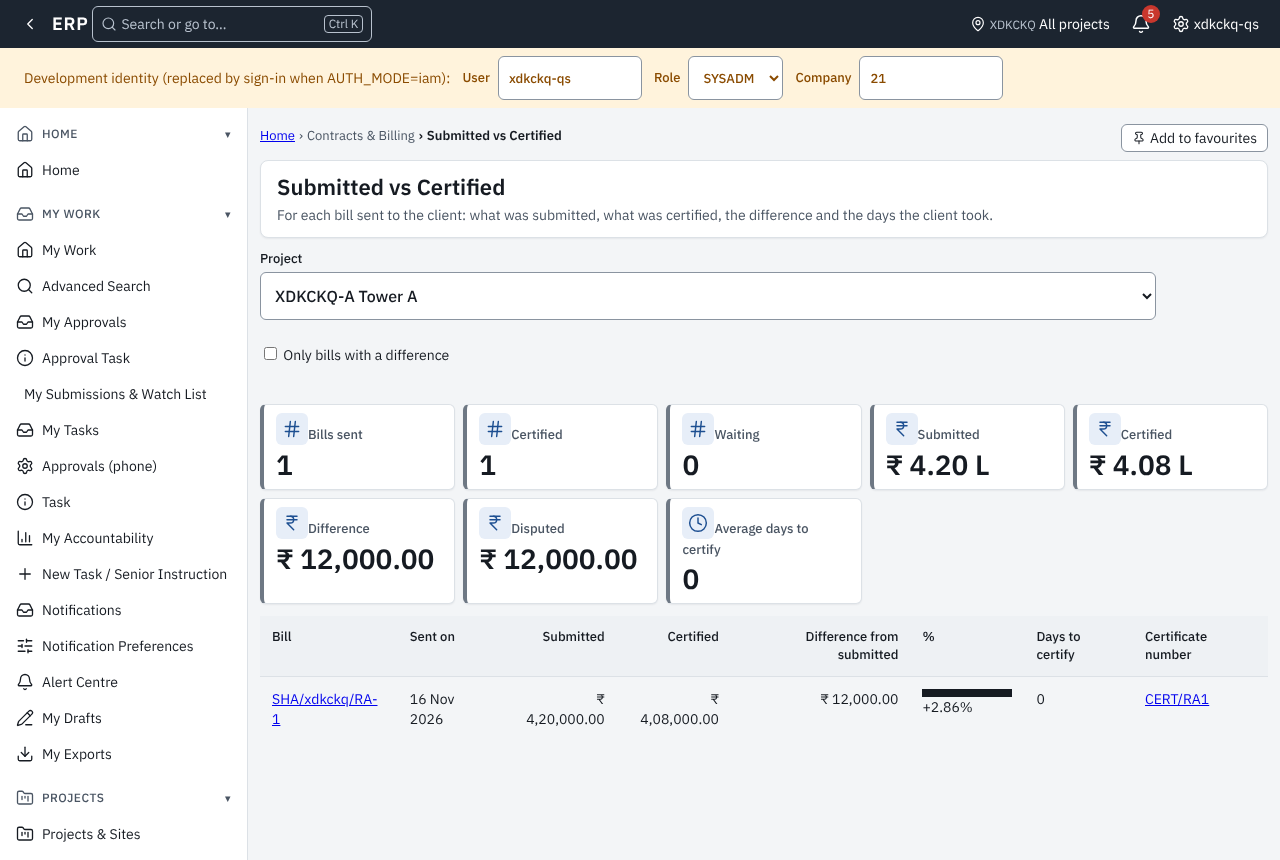 ERP
Search or go to...
Ctrl K
XDKCKQ All projects
5
xdkckq-qs
Development identity (replaced by sign-in when AUTH_MODE=iam):
User
xdkckq-qs
Role
SYSADM
Company
21
HOME
Home
MY WORK
My Work
Advanced Search
My Approvals
Approval Task
My Submissions & Watch List
My Tasks
Approvals (phone)
Task
My Accountability
New Task / Senior Instruction
Notifications
Notification Preferences
Alert Centre
My Drafts
My Exports
PROJECTS
Projects & Sites
Home › Contracts & Billing › Submitted vs Certified
Add to favourites
Submitted vs Certified
For each bill sent to the client: what was submitted, what was certified, the difference and the days the client took.
Project
XDKCKQ-A Tower A
Only bills with a difference
# Bills sent
1
# Certified
1
# Waiting
0
₹ Submitted
₹ 4.20 L
₹ Certified
₹ 4.08 L
₹ Difference
₹ 12,000.00
₹ Disputed
₹ 12,000.00
Average days to
certify
0
Bill
Sent on
Submitted
Certified
Difference from
submitted
%
Days to
certify
Certificate
number
SHA/xdkckq/RA-
1
16 Nov
2026
₹
4,20,000.00
₹
4,08,000.00
₹ 12,000.00
+2.86%
0
CERT/RA1